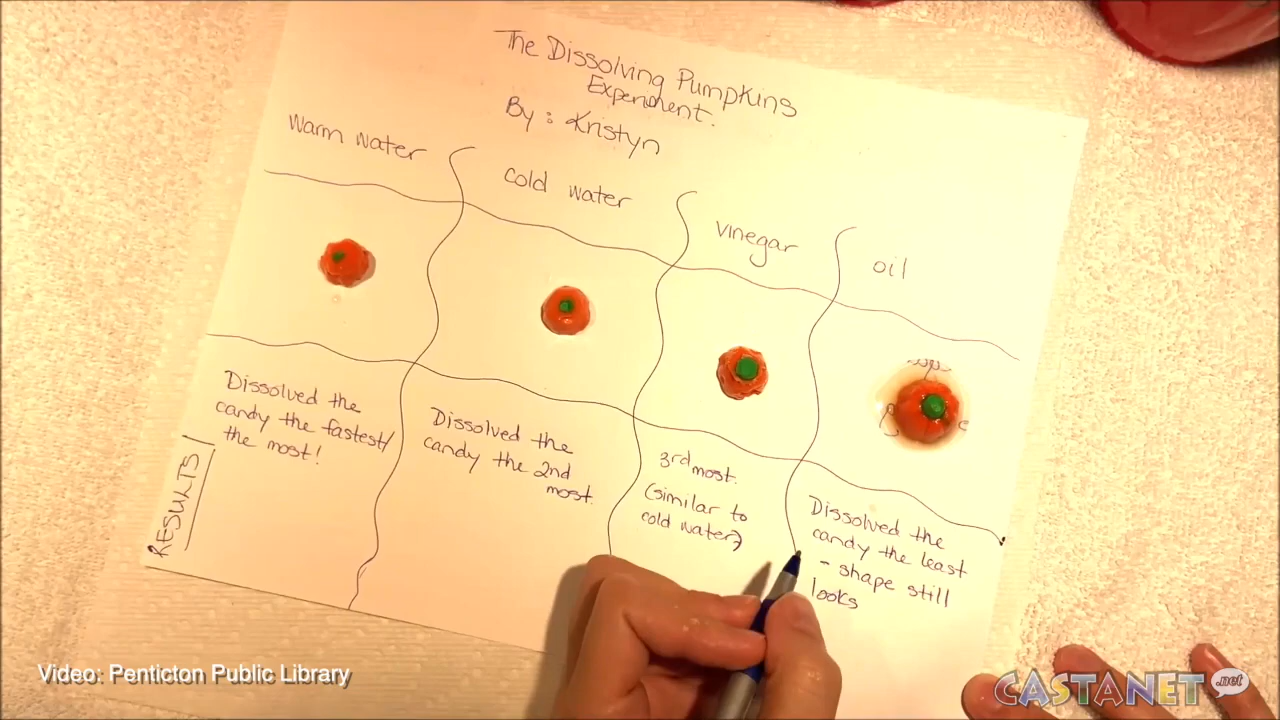 The Dissolving Pumpkins
Experiment.
By: Kristyn
warm water
cold water
vinegar
oil
Dissolved the
candy the fastest/
the most!
Dissolved the
candy the 2nd
most.
3rd most.
(similar to
cold water?)
Dissolved the
candy the least
- shape still
looks
RESULTS
Video: Penticton Public Library
CASTANET.net